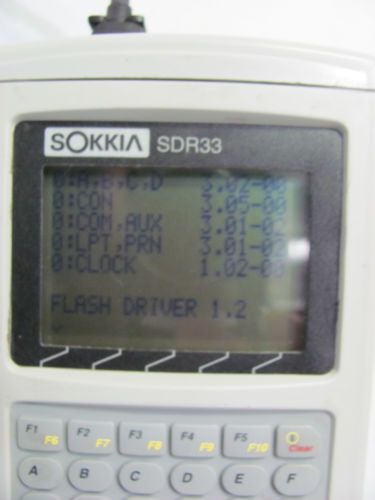 SOKKIA SDR33
0:A,B,C,D 3.02-00
0:CON 3.05-00
0:COM,AUX 3.01-02
0:LPT,PRN 3.01-02
0:CLOCK 1.02-00
FLASH DRIVER 1.2
F1 F6 F2 F7 F3 F8 F4 F9 F5 F10 Clear
A B C D E F